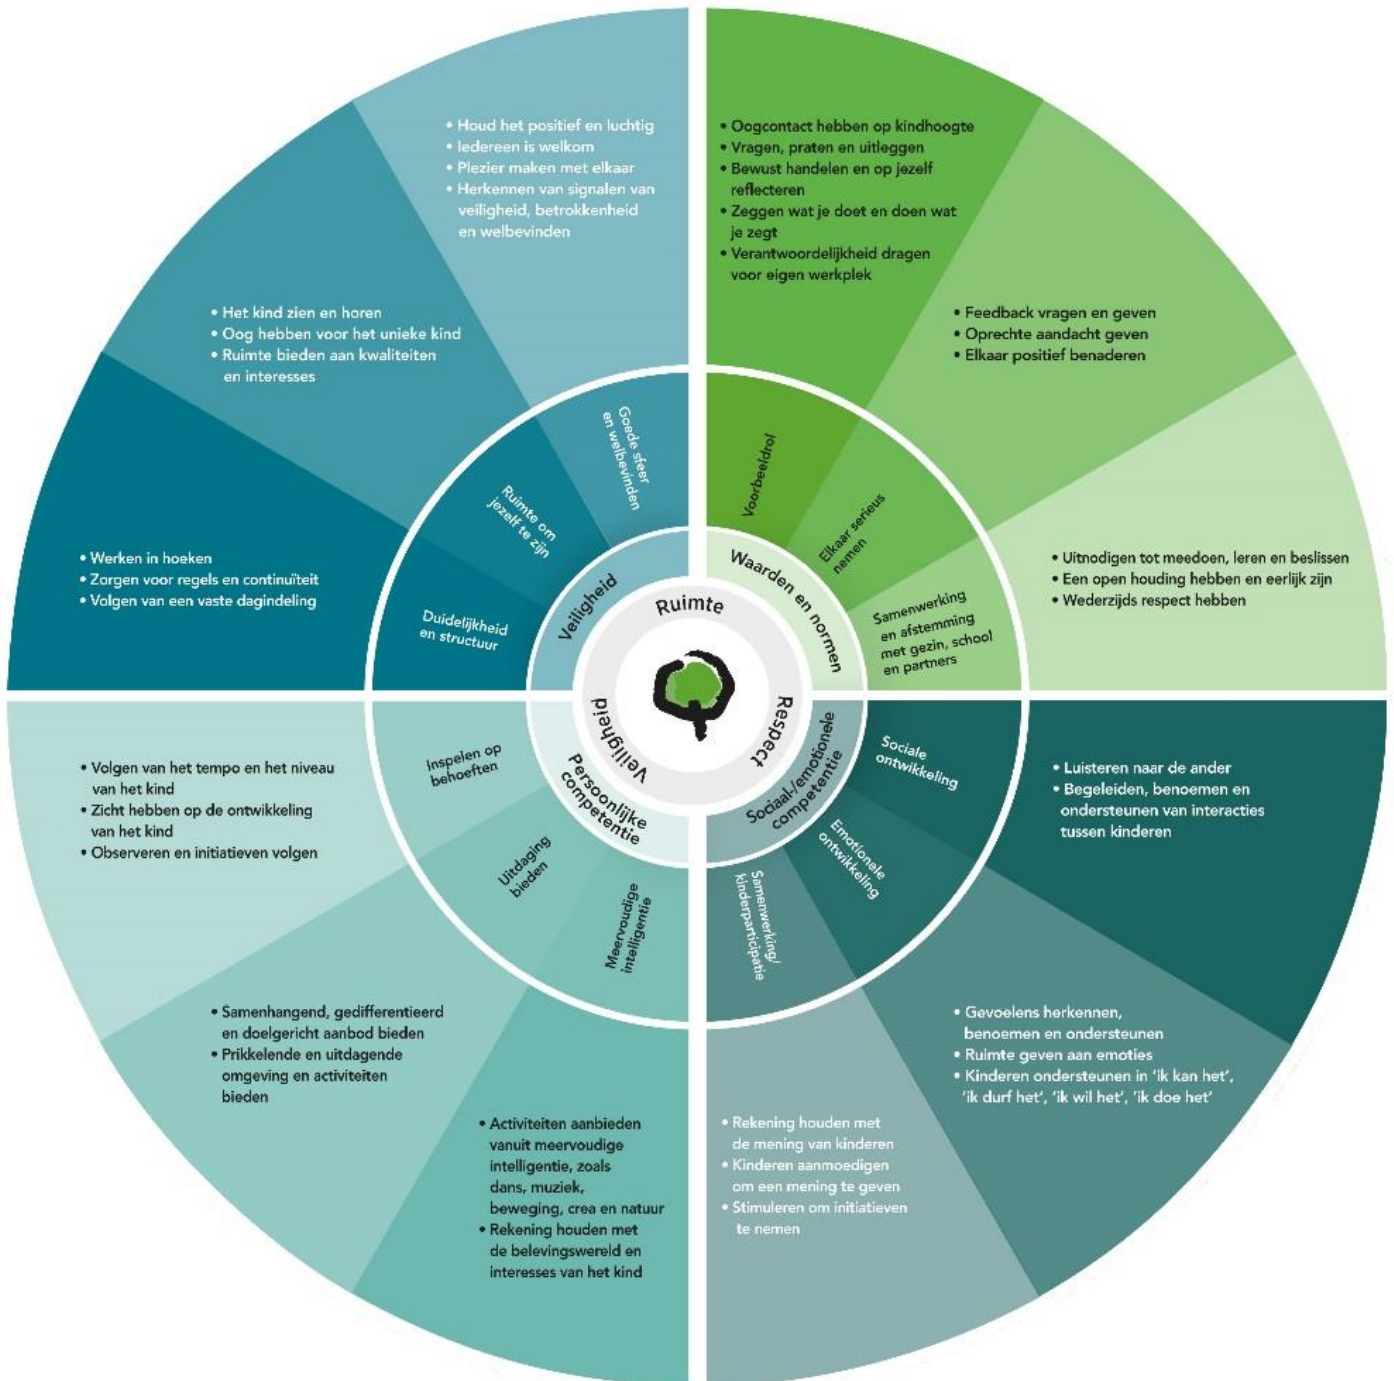 • Houd het positief en luchtig
• Iedereen is welkom
• Plezier maken met elkaar
• Herkennen van signalen van
veiligheid, betrokkenheid
en welbevinden
• Oogcontact hebben op kindhoogte
• Vragen, praten en uitleggen
• Bewust handelen en op jezelf
reflecteren
• Zeggen wat je doet en doen wat
je zegt
• Verantwoordelijkheid dragen
voor eigen werkplek
• Het kind zien en horen
• Oog hebben voor het unieke kind
• Ruimte bieden aan kwaliteiten
en interesses
• Feedback vragen en geven
• Oprechte aandacht geven
• Elkaar positief benaderen
• Werken in hoeken
• Zorgen voor regels en continuïteit
• Volgen van een vaste dagindeling
• Uitnodigen tot meedoen, leren en beslissen
• Een open houding hebben en eerlijk zijn
• Wederzijds respect hebben
Goede sfeer
en welbevinden
Ruimte om
jezelf te zijn
Duidelijkheid
en structuur
Voorbeeldrol
Elkaar serieus
nemen
Samenwerking
en afstemming
met gezin, school
en partners
Veiligheid
Waarden en normen
Ruimte
Respect
Veiligheid
Persoonlijke
competentie
Sociaal-/emotionele
competentie
Inspelen op
behoeften
Uitdaging
bieden
Meervoudige
intelligentie
Sociale
ontwikkeling
Emotionele
ontwikkeling
Samenwerking/
kinderparticipatie
• Volgen van het tempo en het niveau
van het kind
• Zicht hebben op de ontwikkeling
van het kind
• Observeren en initiatieven volgen
• Luisteren naar de ander
• Begeleiden, benoemen en
ondersteunen van interacties
tussen kinderen
• Samenhangend, gedifferentieerd
en doelgericht aanbod bieden
• Prikkelende en uitdagende
omgeving en activiteiten
bieden
• Gevoelens herkennen,
benoemen en ondersteunen
• Ruimte geven aan emoties
• Kinderen ondersteunen in 'ik kan het',
'ik durf het', 'ik wil het', 'ik doe het'
• Activiteiten aanbieden
vanuit meervoudige
intelligentie, zoals
dans, muziek,
beweging, crea en natuur
• Rekening houden met
de belevingswereld en
interesses van het kind
• Rekening houden met
de mening van kinderen
• Kinderen aanmoedigen
om een mening te geven
• Stimuleren om initiatieven
te nemen